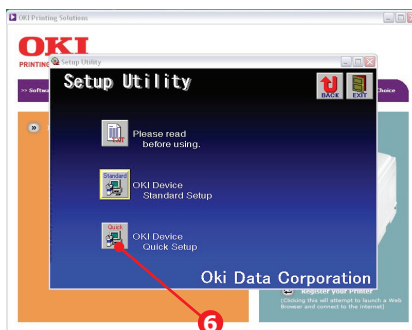 OKI Printing Solutions
OKI
PRINTING
Setup Utility
>> Softwa
Choice
Setup Utility
BACK
EXIT
Please read
before using.
Standard
OKI Device
Standard Setup
Quick
OKI Device
Quick Setup
Oki Data Corporation
Register your Printer
(Clicking this will attempt to launch a Web
Browser and connect to the internet)
6